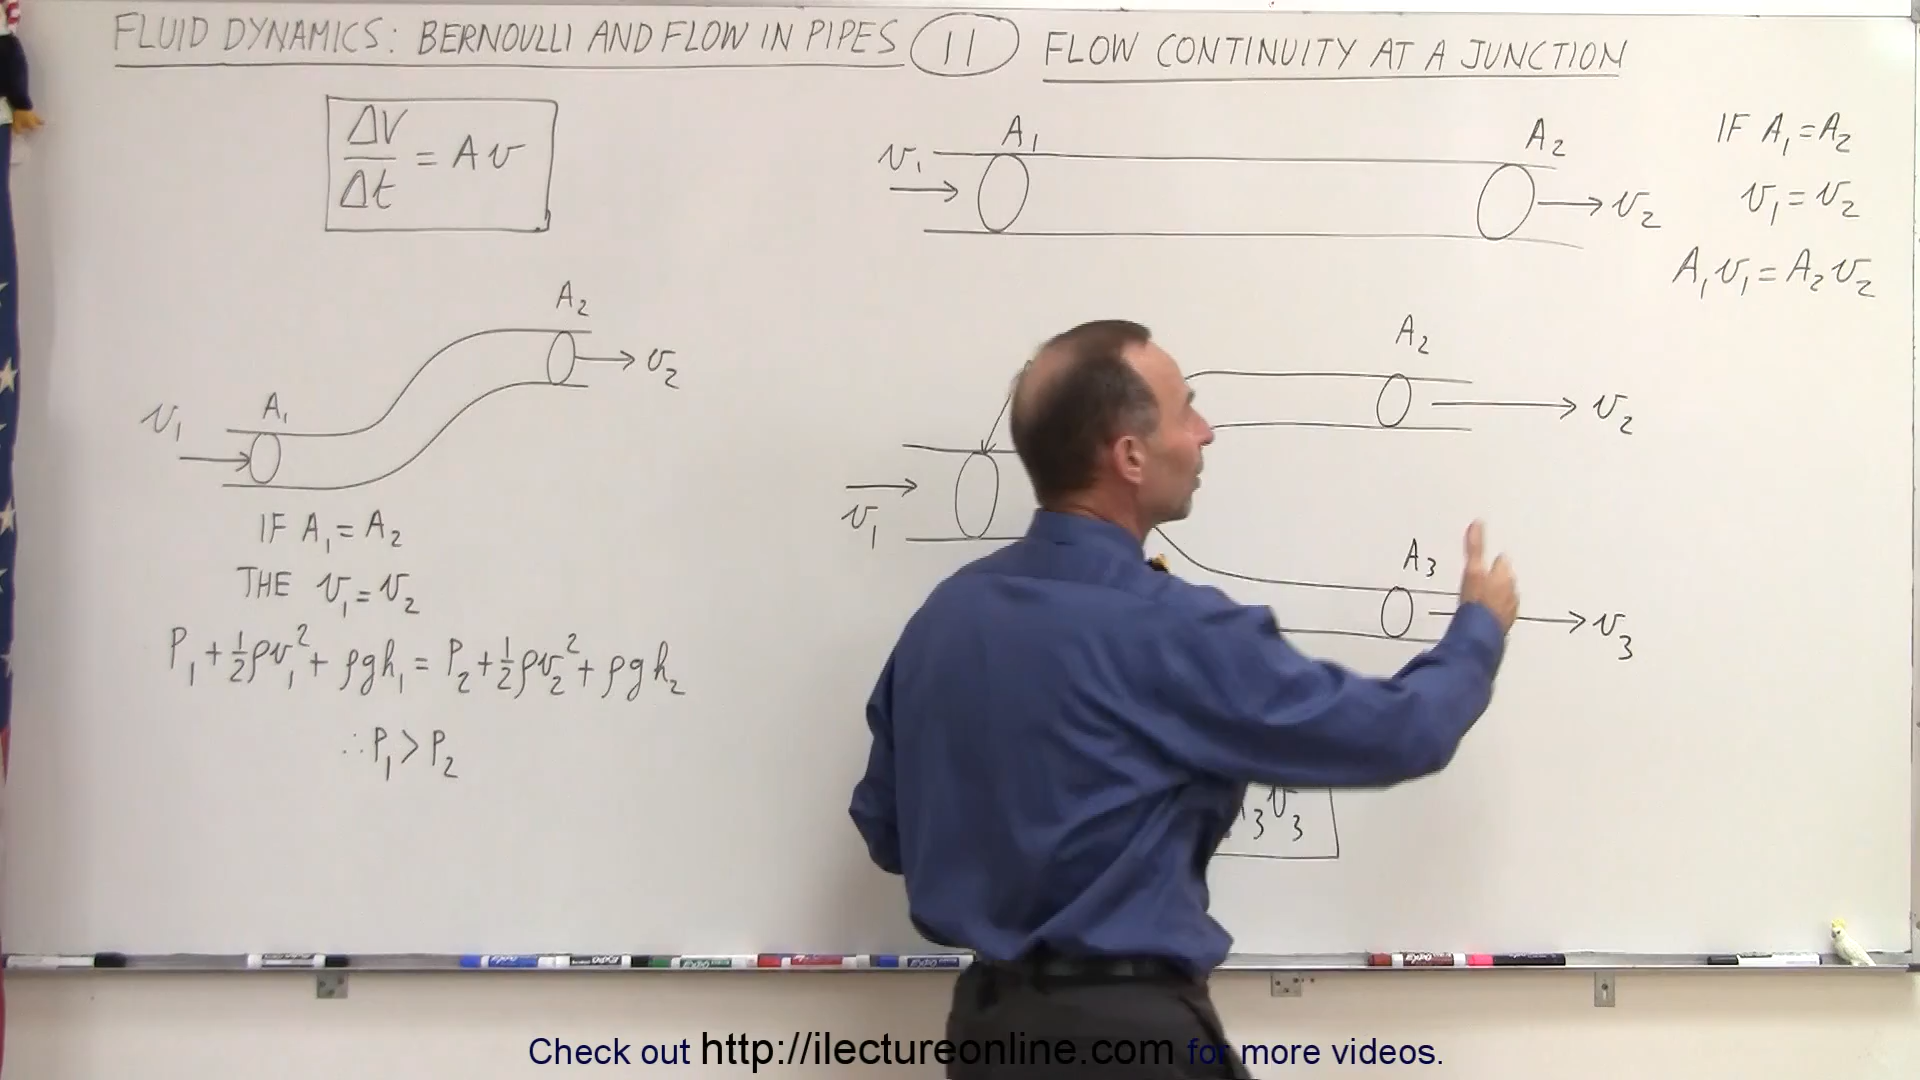 FLUID DYNAMICS: BERNOULLI AND FLOW IN PIPES 11 FLOW CONTINUITY AT A JUNCTION
ΔV/Δt = A v
A₂
v₂
A₁
v₁
IF A₁ = A₂
THE v₁ = v₂
P₁ + ½ρv₁² + ρgh₁ = P₂ + ½ρv₂² + ρgh₂
∴ P₁ > P₂
A₁
v₁
A₂
v₂
IF A₁ = A₂
v₁ = v₂
A₁v₁ = A₂v₂
A₂
v₂
v₁
A₃
v₃
₃v₃
Check out http://ilectureonline.com for more videos.